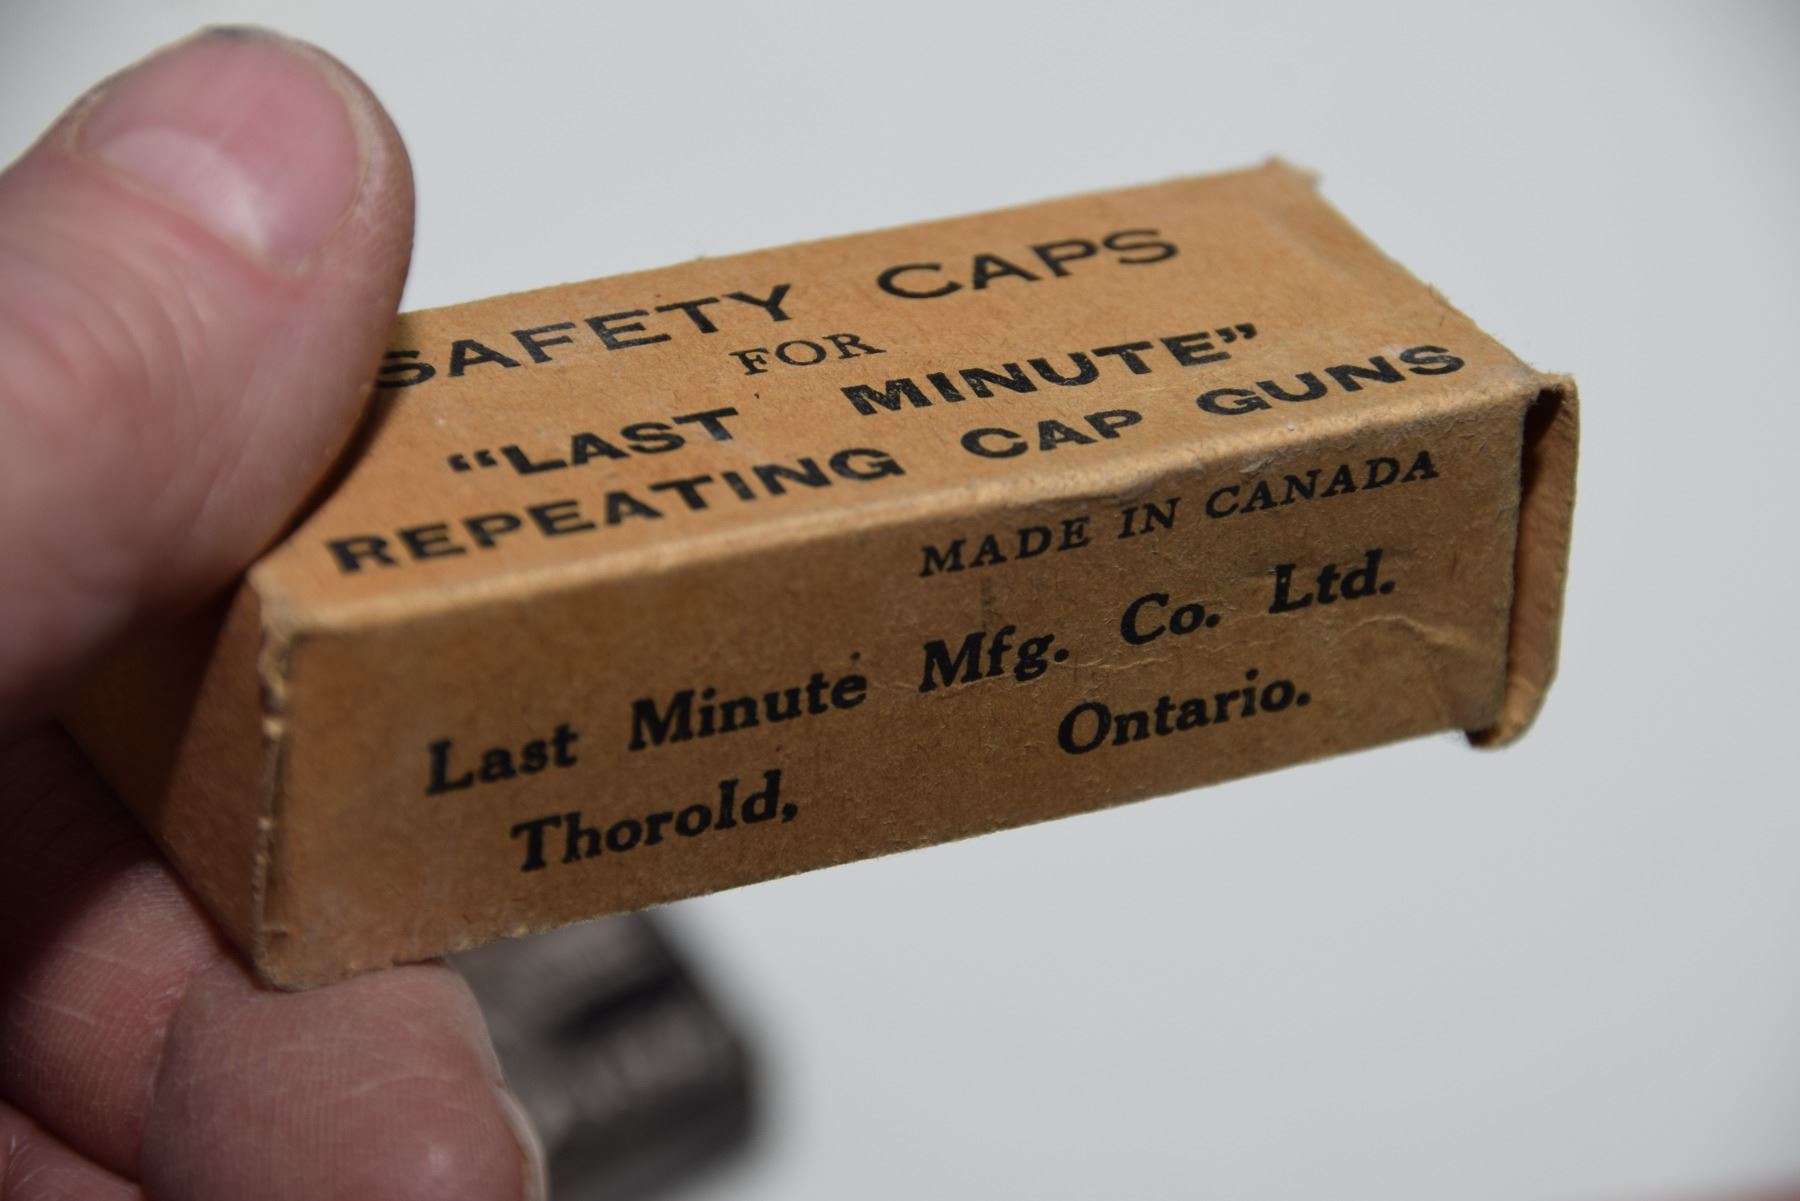 SAFETY CAPS
FOR
“LAST MINUTE”
REPEATING CAP GUNS
MADE IN CANADA
Last Minute Mfg. Co. Ltd.
Thorold, Ontario.